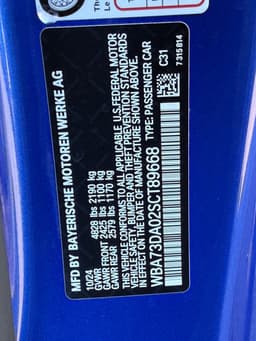 MFD BY BAYERISCHE MOTOREN WERKE AG
10/24
GVWR 4828 lbs 2190 kg
GAWR FRONT 2425 lbs 1100 kg
GAWR REAR 2579 lbs 1170 kg
THIS VEHICLE CONFORMS TO ALL APPLICABLE U.S.FEDERAL MOTOR
VEHICLE SAFETY, BUMPER AND THEFT PREVENTION STANDARDS
IN EFFECT ON THE DATE OF MANUFACTURE SHOWN ABOVE.
WBA73DA02SCT89668 TYPE: PASSENGER CAR
C31
7315814